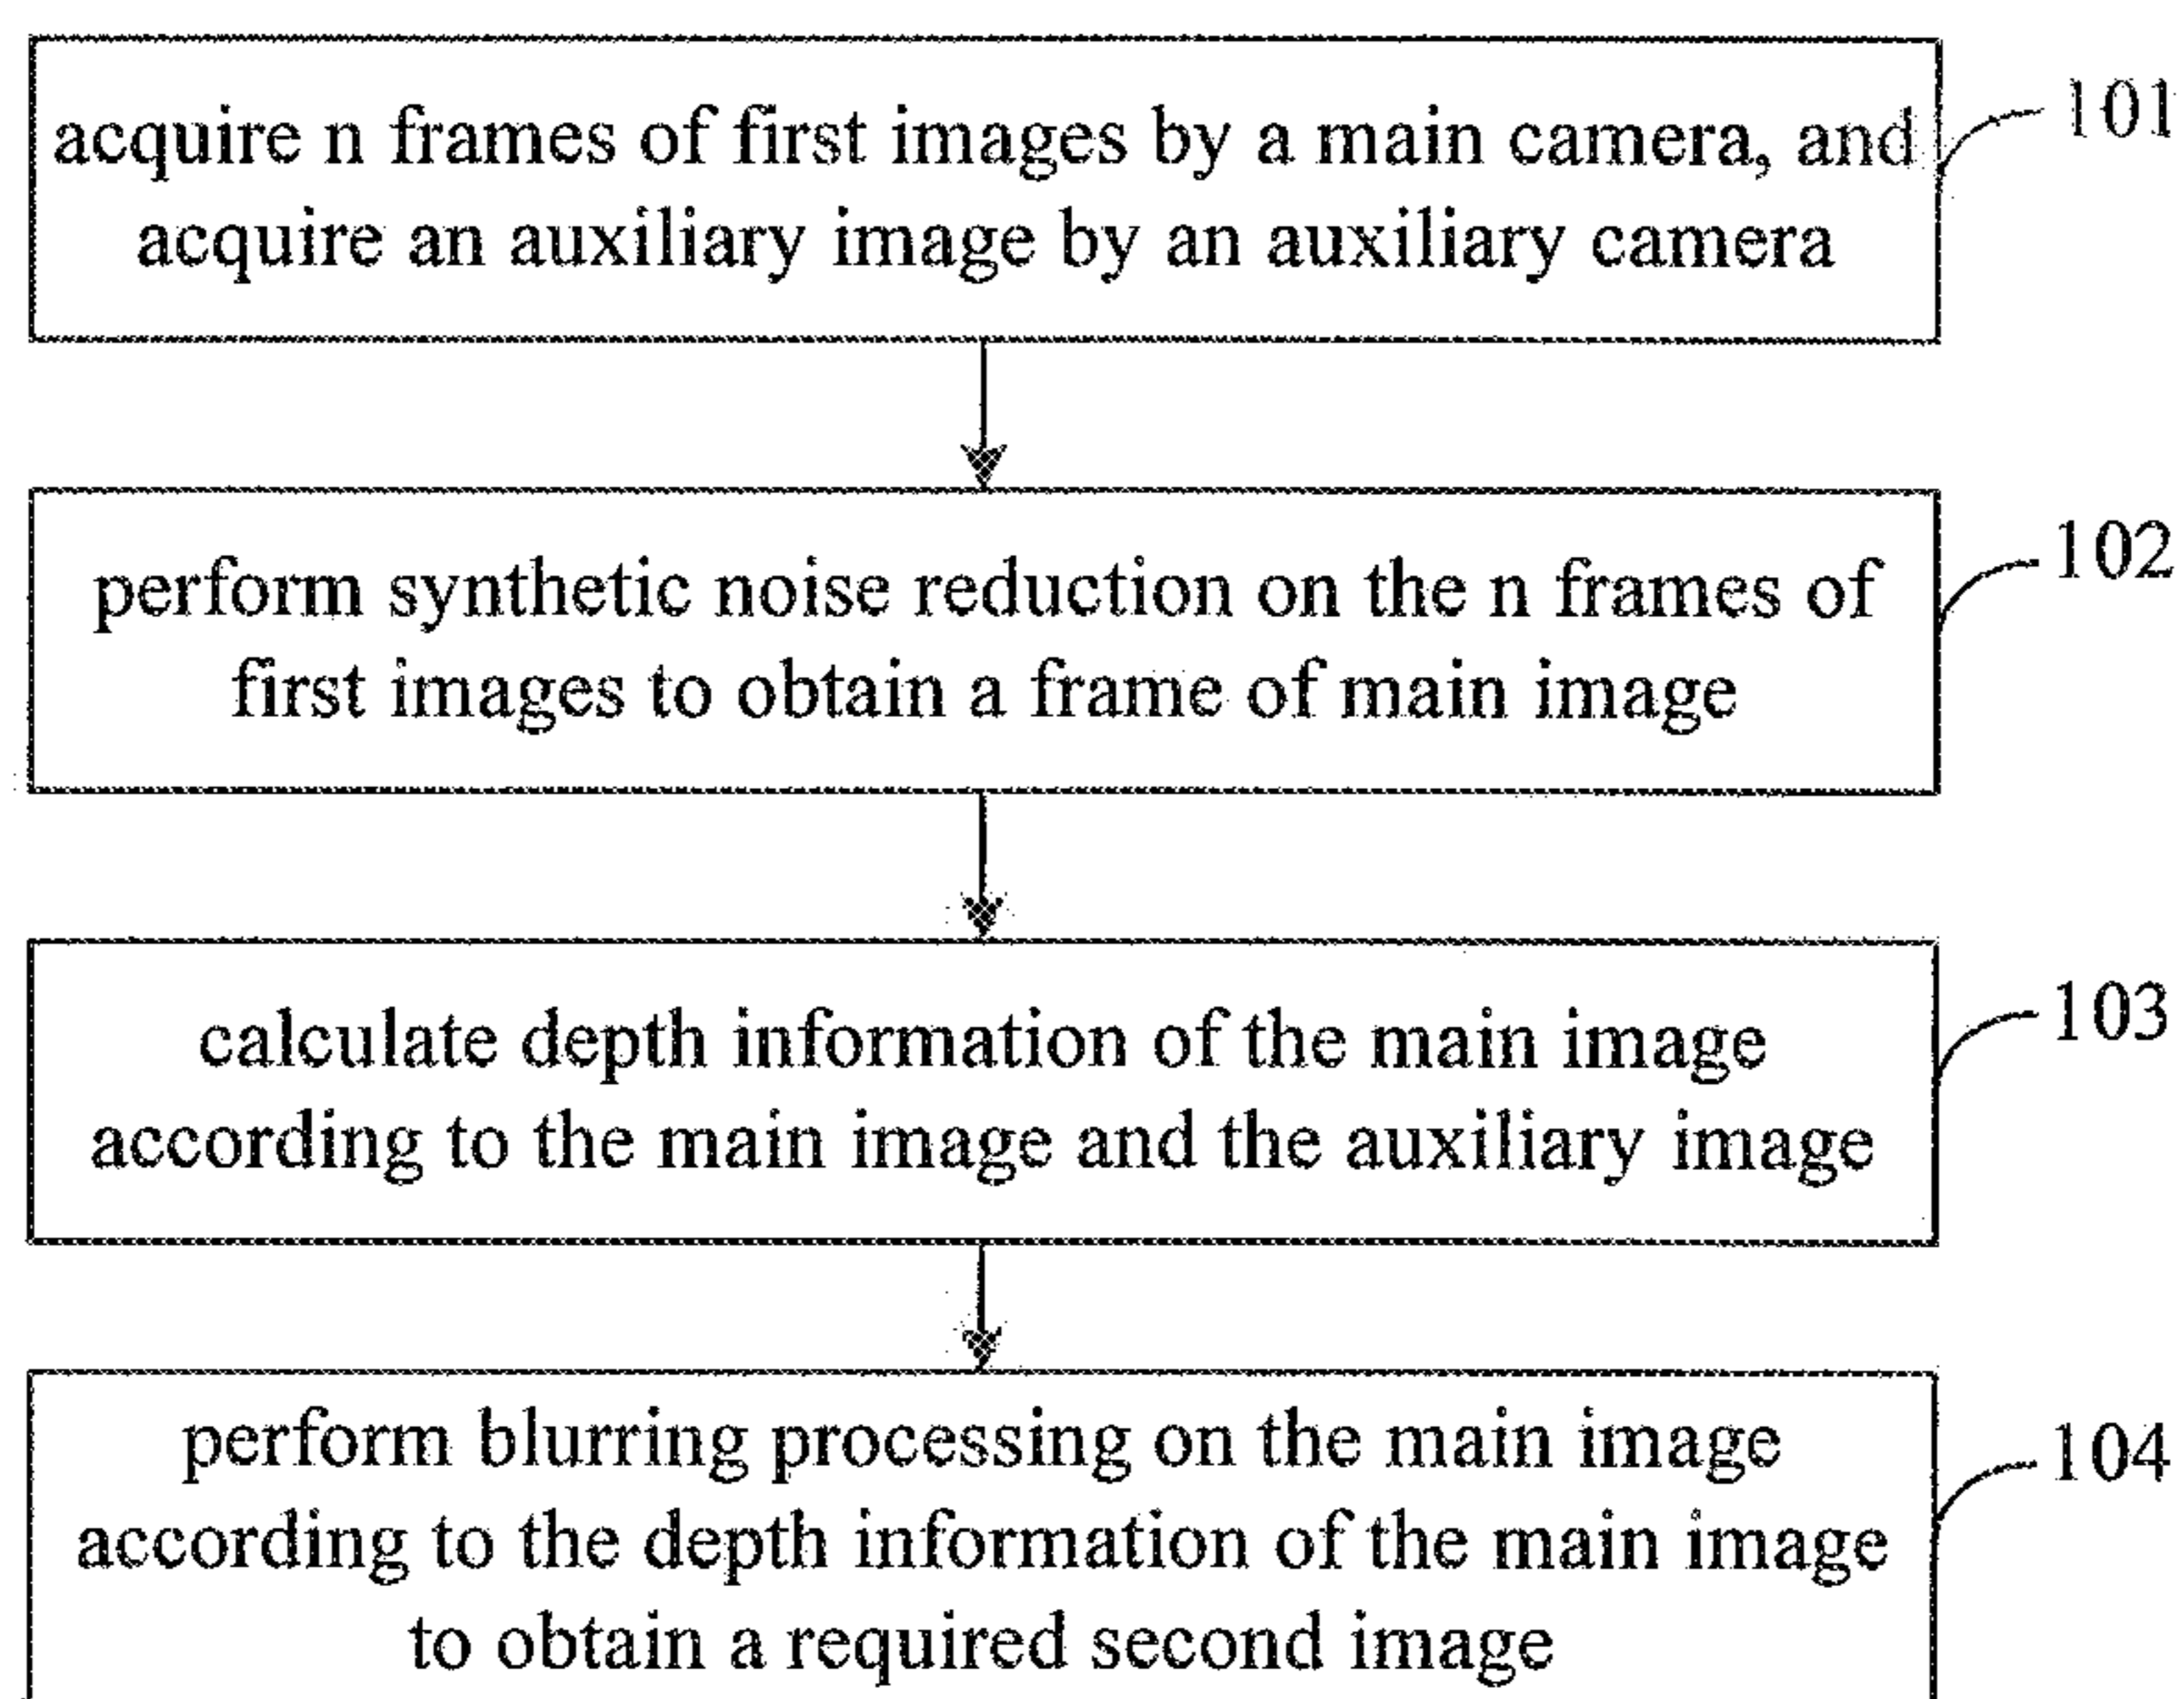 acquire n frames of first images by a main camera, and
acquire an auxiliary image by an auxiliary camera
101
perform synthetic noise reduction on the n frames of
first images to obtain a frame of main image
102
calculate depth information of the main image
according to the main image and the auxiliary image
103
perform blurring processing on the main image
according to the depth information of the main image
to obtain a required second image
104